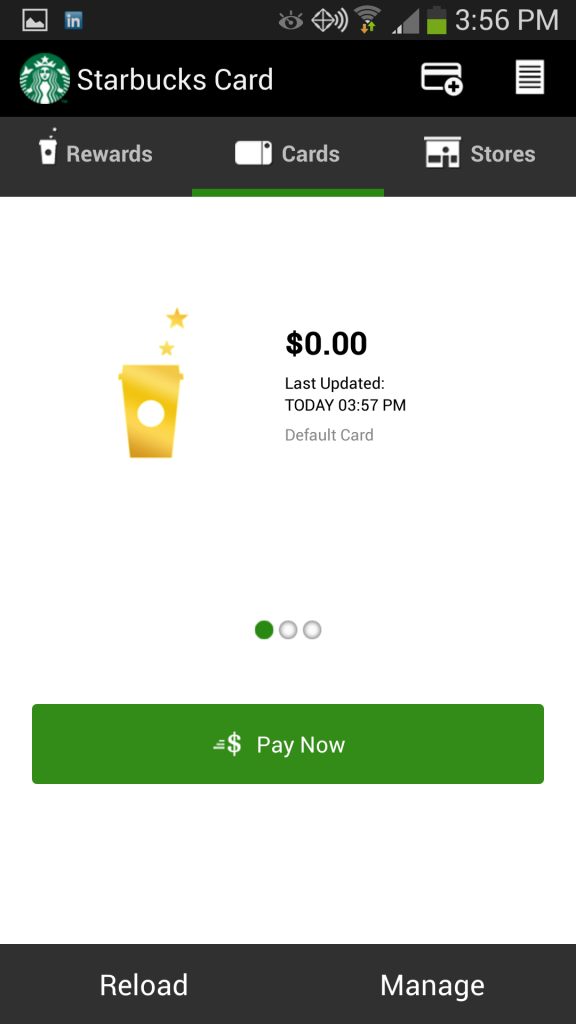 in
3:56 PM
Starbucks Card
Rewards
Cards
Stores
$0.00
Last Updated:
TODAY 03:57 PM
Default Card
$ Pay Now
Reload
Manage